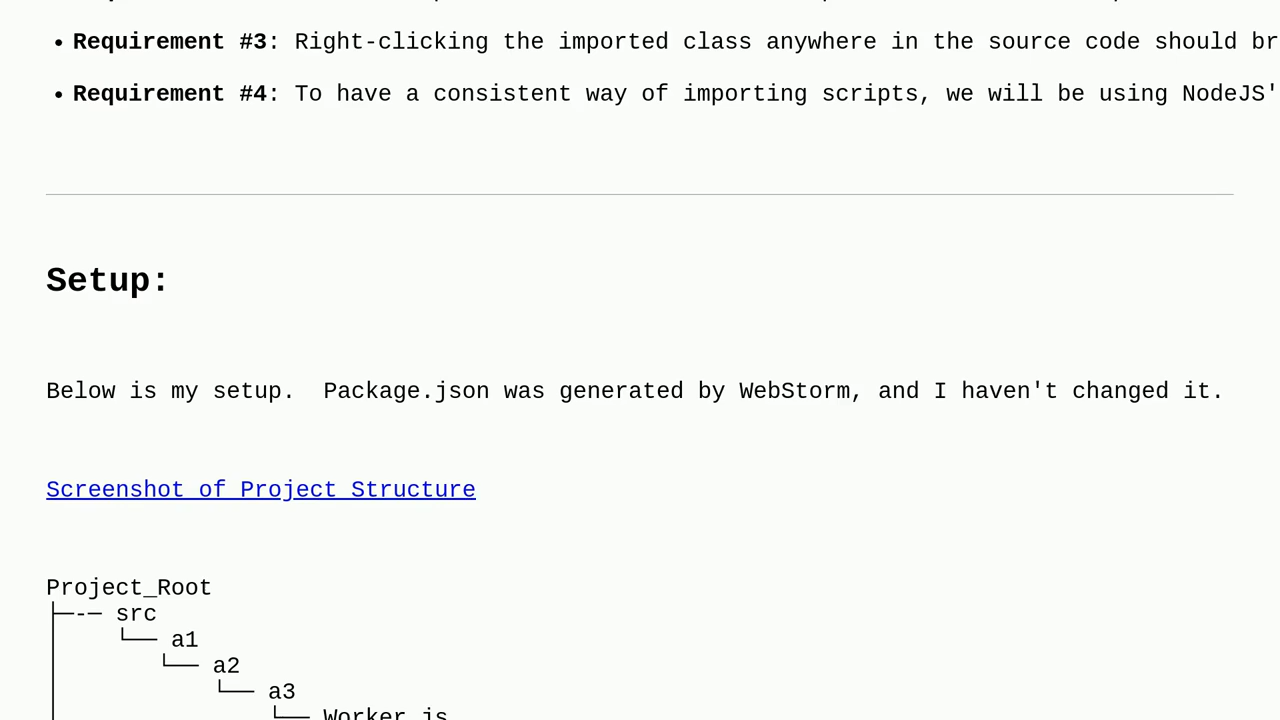 • Requirement #3: Right-clicking the imported class anywhere in the source code should br
• Requirement #4: To have a consistent way of importing scripts, we will be using NodeJS'
Setup:
Below is my setup.  Package.json was generated by WebStorm, and I haven't changed it.
Screenshot of Project Structure
Project_Root
├─-─ src
└── a1
└── a2
└── a3
└── Worker.js